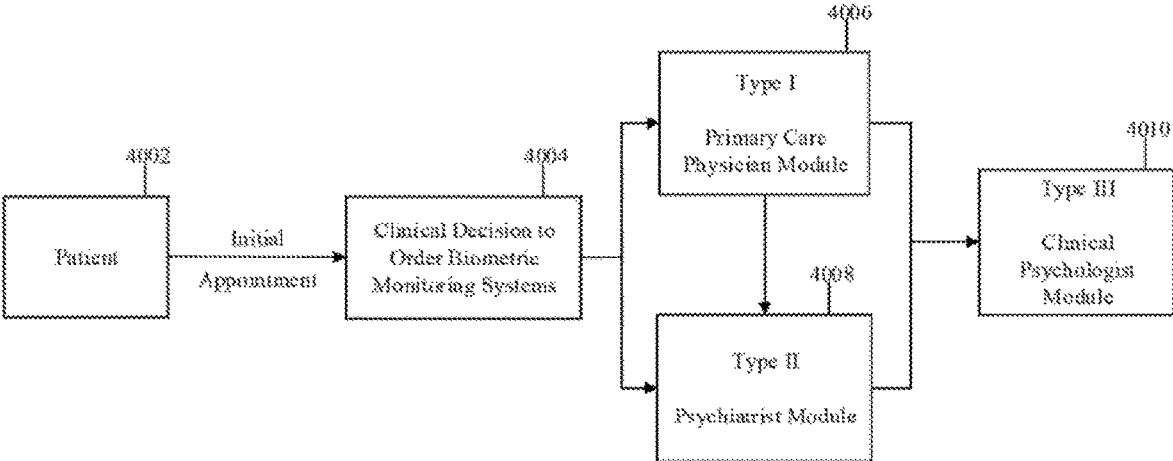 4002
Patient
Initial
Appointment
4004
Clinical Decision to
Order Biometric
Monitoring Systems
4006
Type I
Primary Care
Physician Module
4008
Type II
Psychiatrist Module
4010
Type III
Clinical
Psychologist
Module